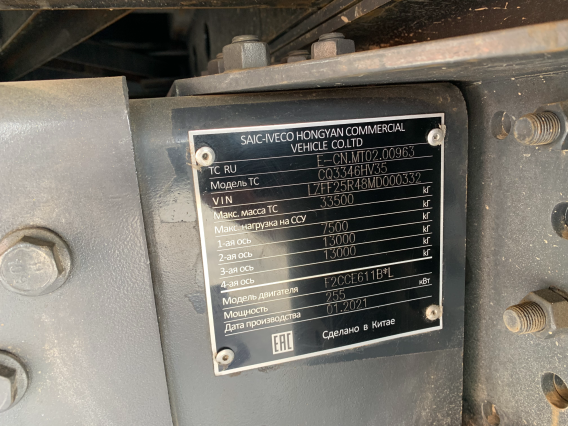 SAIC-IVECO HONGYAN COMMERCIAL
VEHICLE CO.LTD
TC RU E-CN.MT02.00963
Модель ТС CQ3346HV35
VIN LZFF25R48MD000332
Макс. масса ТС 33500 кг
Макс. нагрузка на ССУ кг
1-ая ось 7500 кг
2-ая ось 13000 кг
3-ая ось 13000 кг
4-ая ось кг
Модель двигателя F2CCE611B*L
Мощность 255 кВт
Дата производства 01.2021
EAC Сделано в Китае